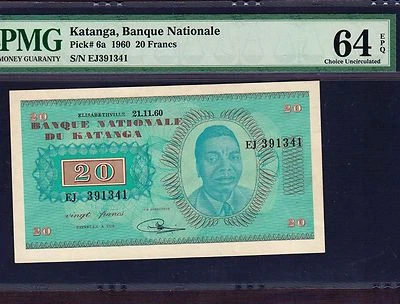 PMG
MONEY GUARANTY
Katanga, Banque Nationale
Pick# 6a 1960 20 Francs
S/N EJ391341
64 EPQ
Choice Uncirculated
20
ELISABETHVILLE 21.11.60
20
BANQUE NATIONALE
DU KATANGA
20
EJ 391341
EJ 391341
vingt francs
20
20